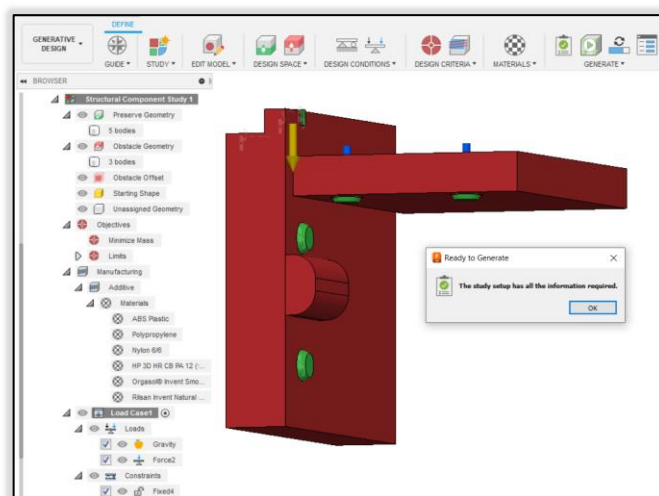 DEFINE
GENERATIVE
DESIGN
GUIDE
STUDY
EDIT MODEL
DESIGN SPACE
DESIGN CONDITIONS
DESIGN CRITERIA
MATERIALS
GENERATE
BROWSER
Structural Component Study 1
Preserve Geometry
5 bodies
Obstacle Geometry
3 bodies
Obstacle Offset
Starting Shape
Unassigned Geometry
Objectives
Minimize Mass
Limits
Manufacturing
Additive
Materials
ABS Plastic
Polypropylene
Nylon 6/6
HP 3D HR CB PA 12 (-...
Orgasol® Invent Smo...
Rilsan Invent Natural ...
Load Case1
Loads
Gravity
Force2
Constraints
Fixed4
Ready to Generate
The study setup has all the information required.
OK